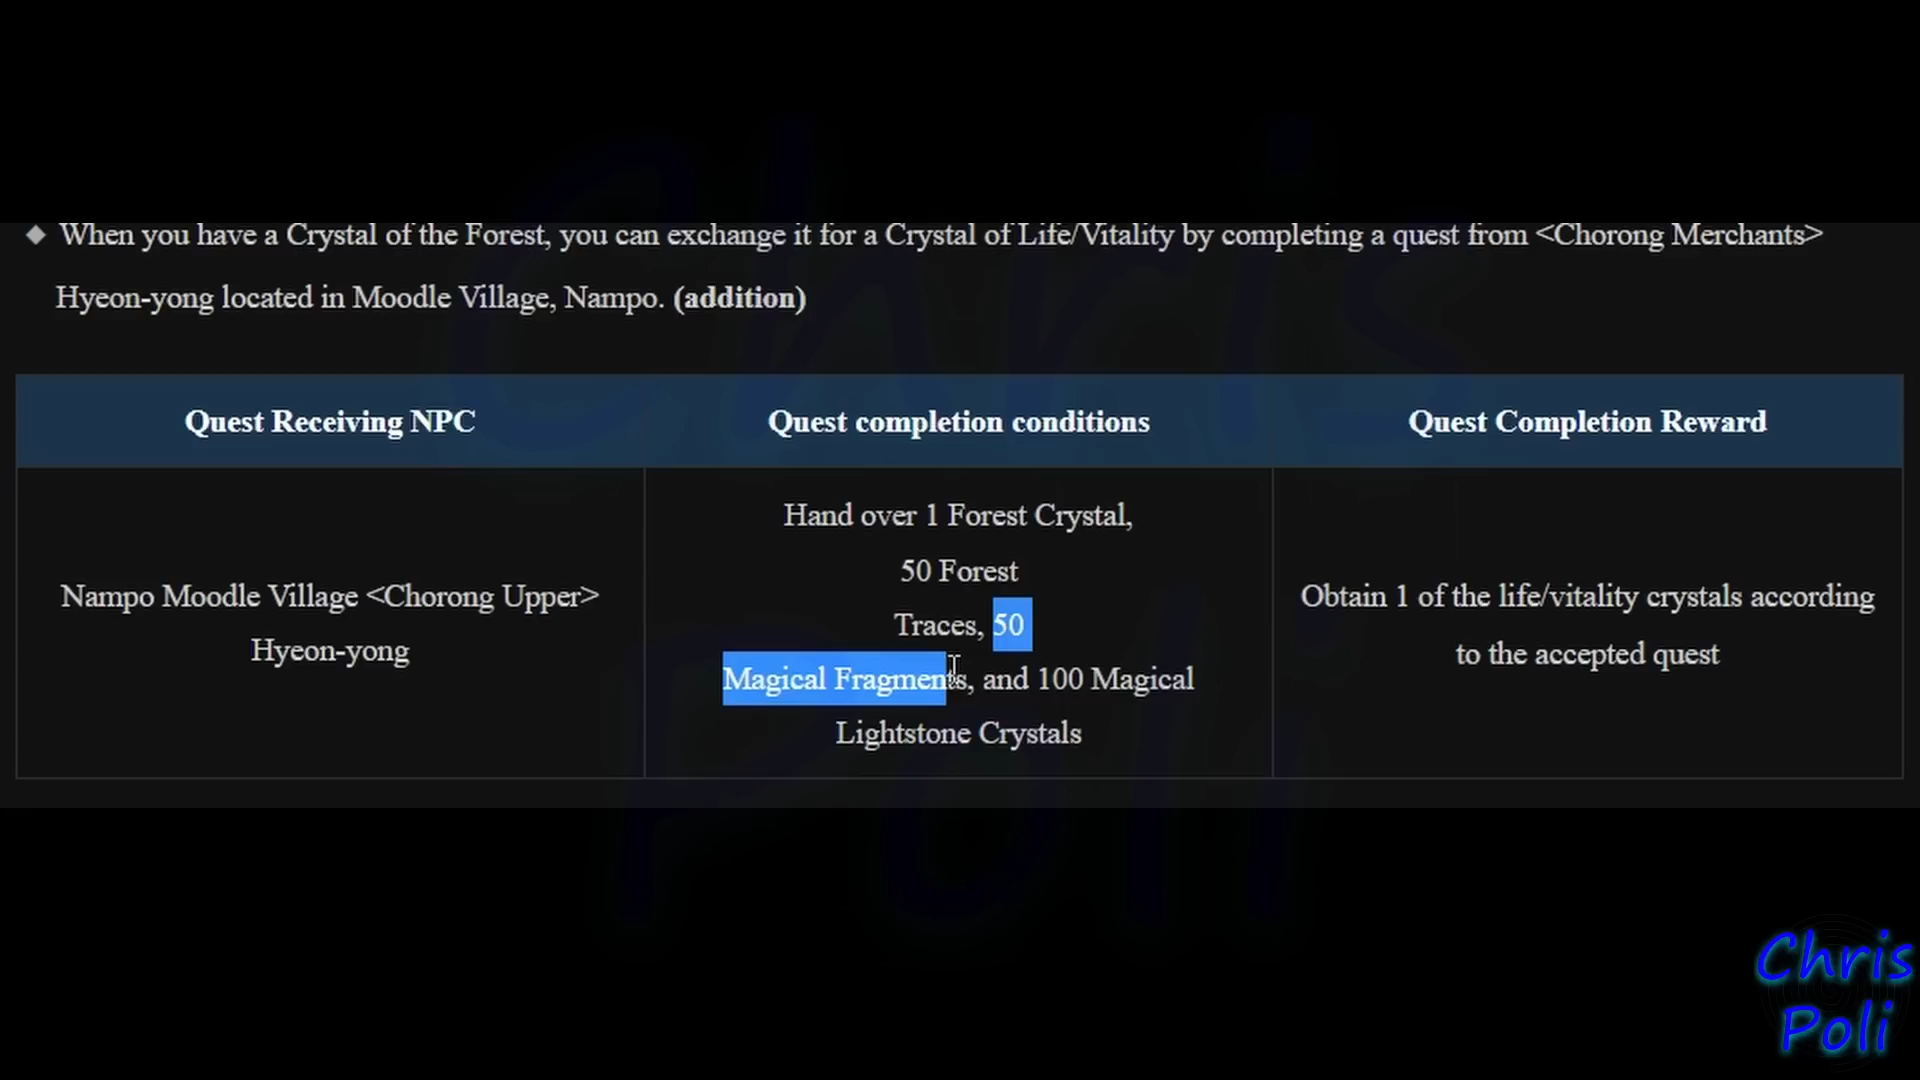 ◆ When you have a Crystal of the Forest, you can exchange it for a Crystal of Life/Vitality by completing a quest from <Chorong Merchants>
Hyeon-yong located in Moodle Village, Nampo. (addition)
Quest Receiving NPC
Quest completion conditions
Quest Completion Reward
Nampo Moodle Village <Chorong Upper>
Hyeon-yong
Hand over 1 Forest Crystal,
50 Forest
Traces, 50
Magical Fragments, and 100 Magical
Lightstone Crystals
Obtain 1 of the life/vitality crystals according
to the accepted quest
Chris
Poli
Chris
Poli